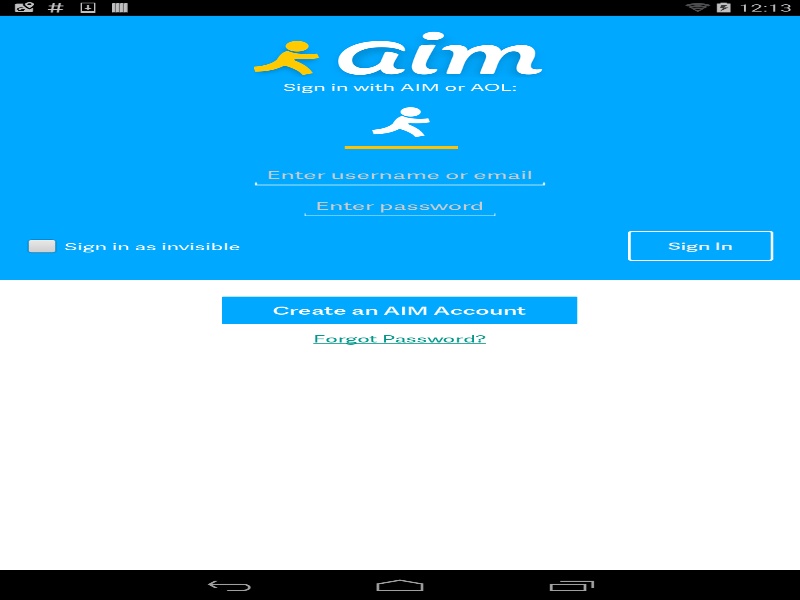 12:13
aim
Sign in with AIM or AOL:
Enter username or email
Enter password
Sign in as invisible
Sign In
Create an AIM Account
Forgot Password?